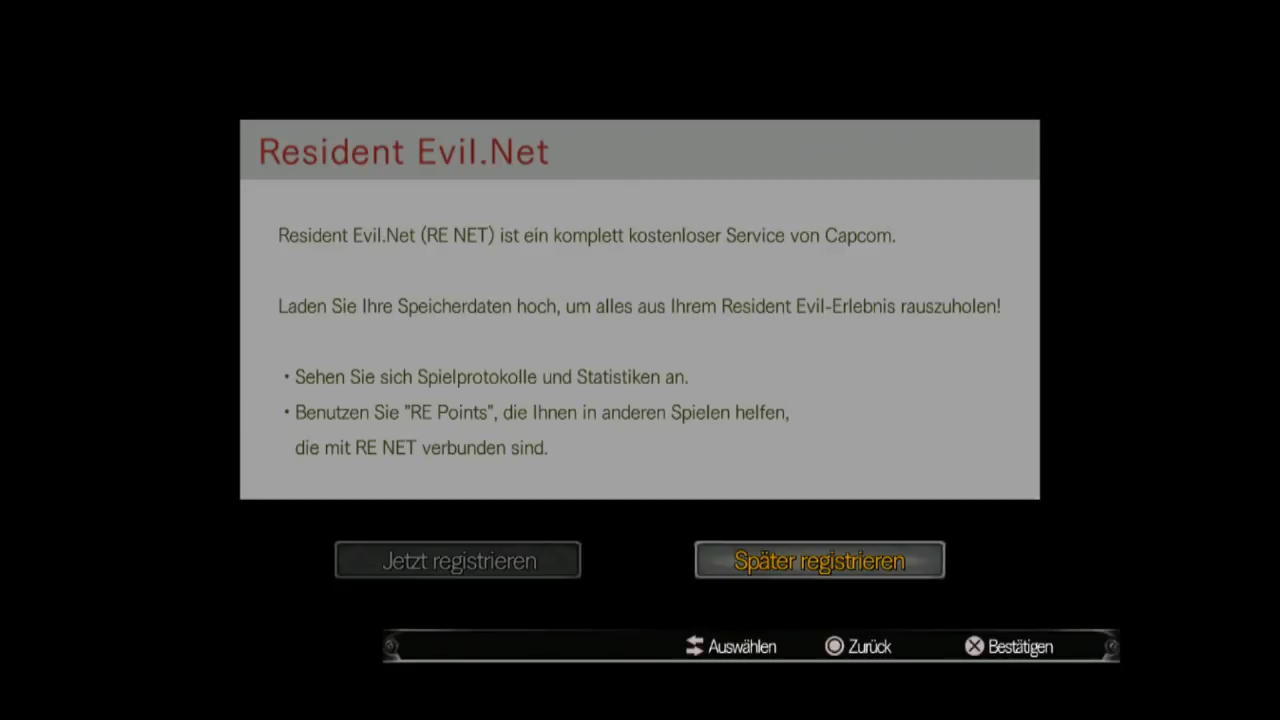 Resident Evil.Net
Resident Evil.Net (RE NET) ist ein komplett kostenloser Service von Capcom.
Laden Sie Ihre Speicherdaten hoch, um alles aus Ihrem Resident Evil-Erlebnis rauszuholen!
・Sehen Sie sich Spielprotokolle und Statistiken an.
・Benutzen Sie "RE Points", die Ihnen in anderen Spielen helfen,
die mit RE NET verbunden sind.
Jetzt registrieren Später registrieren
Auswählen Zurück Bestätigen